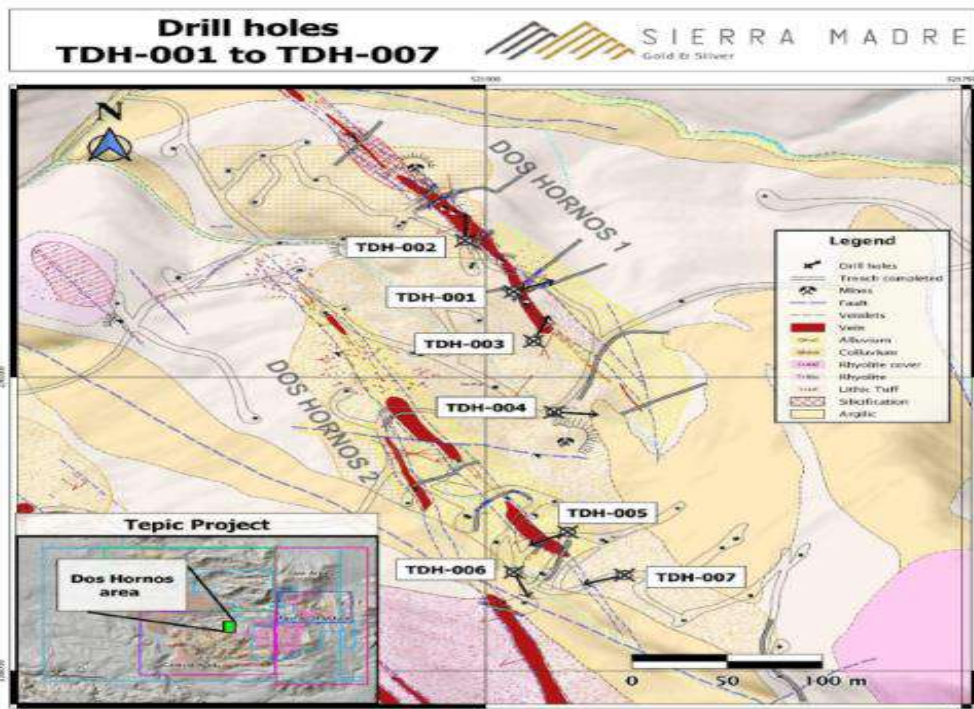 Drill holes
TDH-001 to TDH-007
SIERRA MADRE
Gold & Silver
N
DOS HORNOS 1
TDH-002
TDH-001
TDH-003
TDH-004
DOS HORNOS 2
TDH-005
TDH-006
TDH-007
Legend
Drill holes
Trench completed
Mines
Fault
Veinlets
Vein
Alluvium
Colluvium
Rhyolite cover
Rhyolite
Lithic Tuff
Silicification
Argilic
Tepic Project
Dos Hornos
area
0 50 100 m